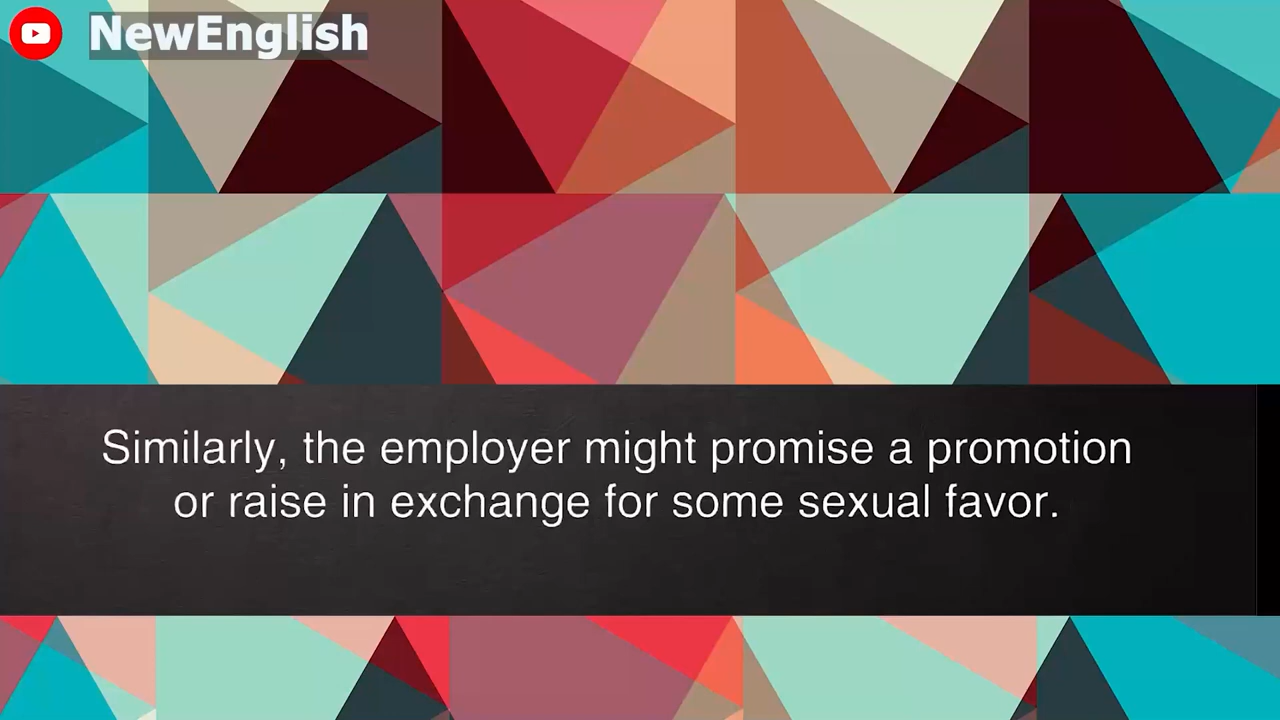 NewEnglish
Similarly, the employer might promise a promotion
or raise in exchange for some sexual favor.